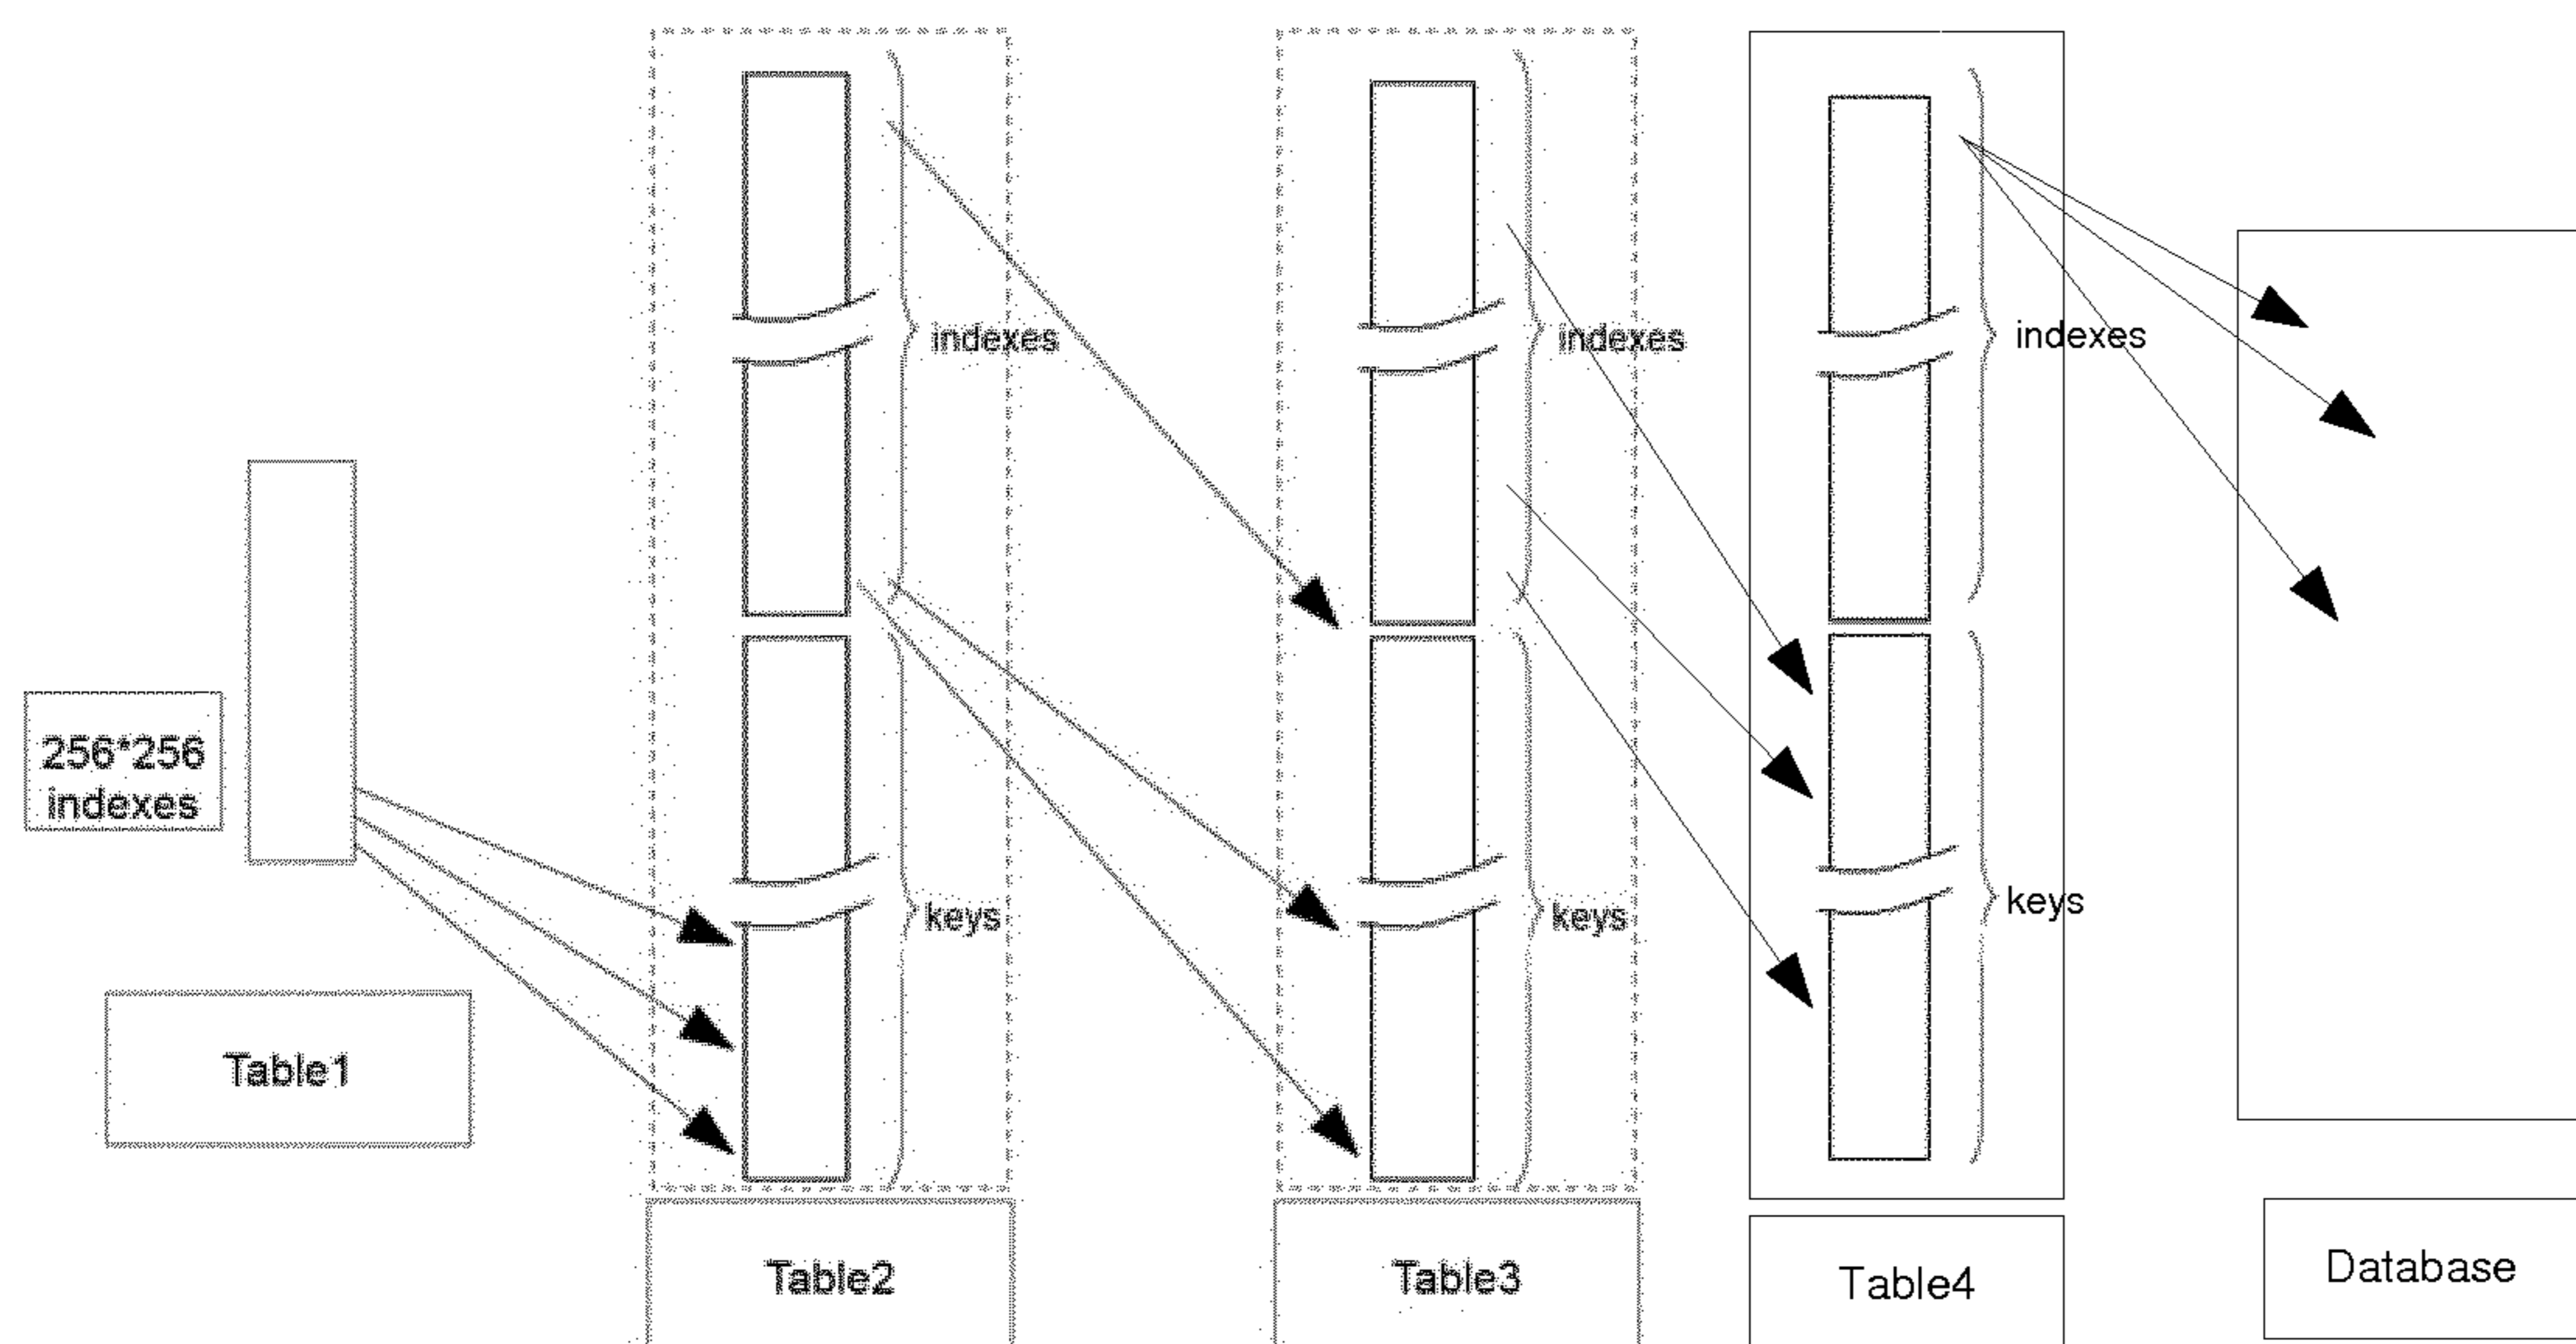 indexes
indexes
indexes
256*256
indexes
keys
keys
keys
Table1
Table2
Table3
Table4
Database